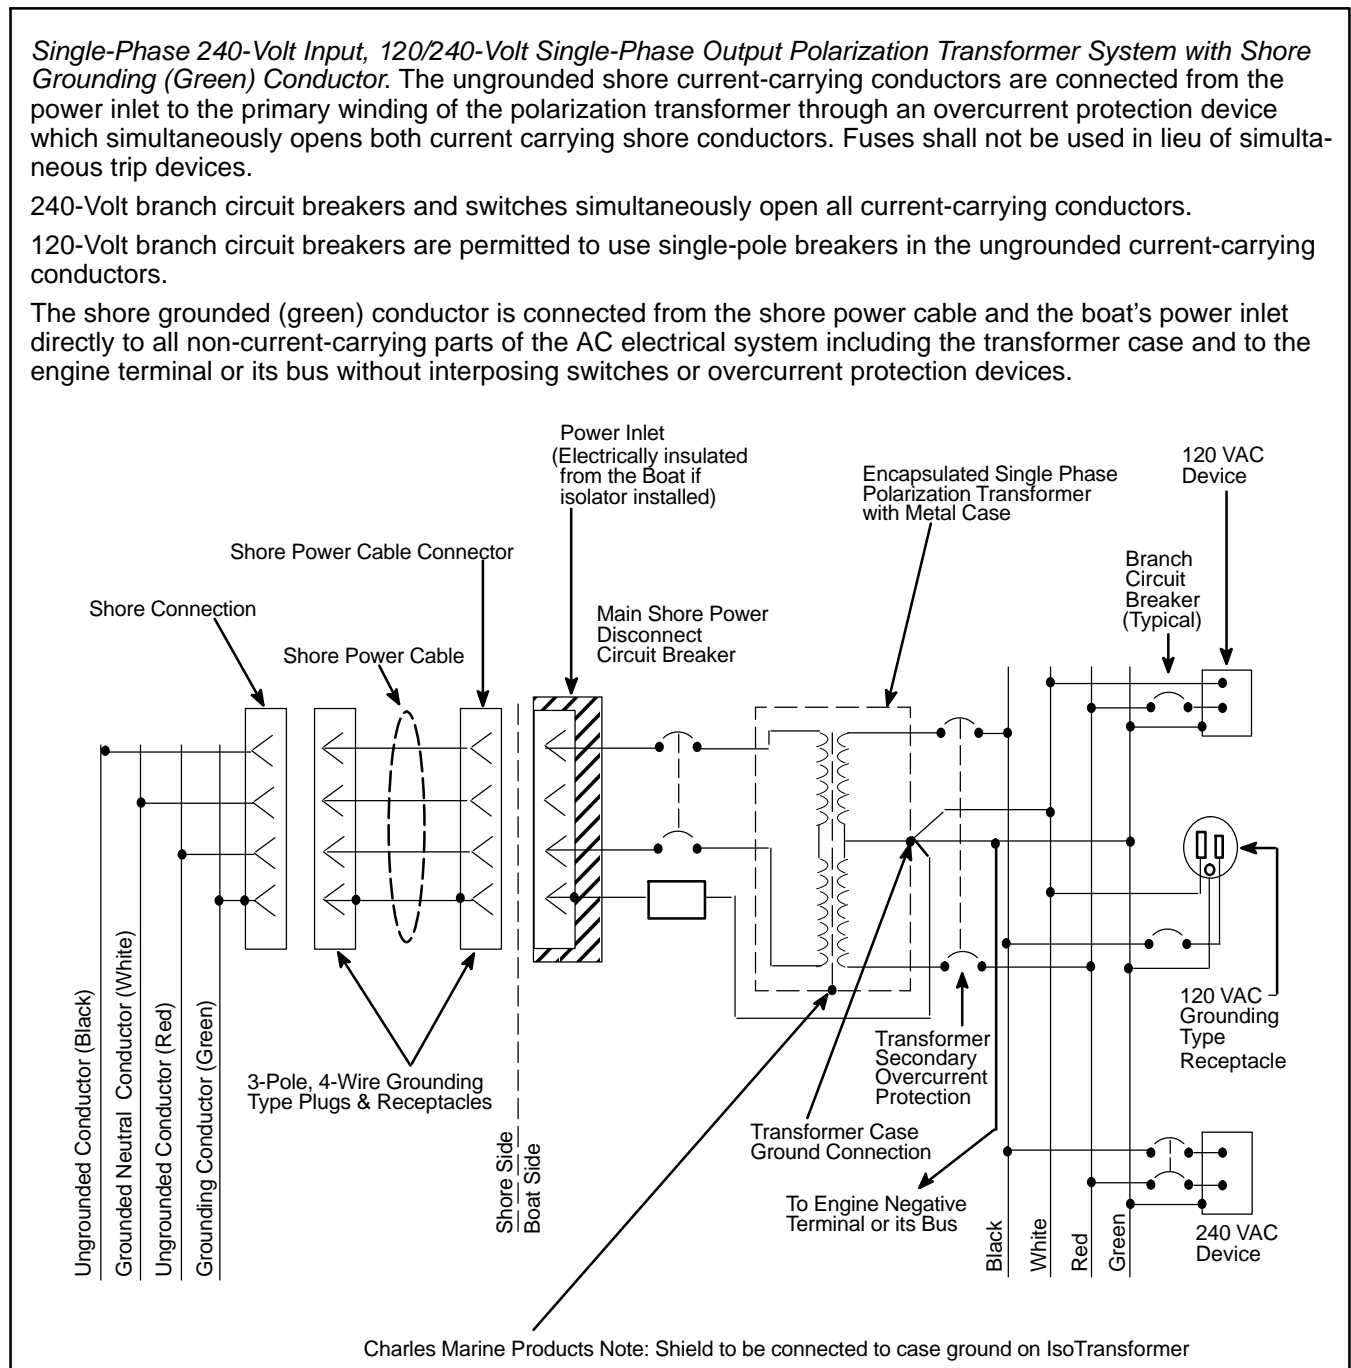 Single-Phase 240-Volt Input, 120/240-Volt Single-Phase Output Polarization Transformer System with Shore
Grounding (Green) Conductor. The ungrounded shore current-carrying conductors are connected from the
power inlet to the primary winding of the polarization transformer through an overcurrent protection device
which simultaneously opens both current carrying shore conductors. Fuses shall not be used in lieu of simulta-
neous trip devices.
240-Volt branch circuit breakers and switches simultaneously open all current-carrying conductors.
120-Volt branch circuit breakers are permitted to use single-pole breakers in the ungrounded current-carrying
conductors.
The shore grounded (green) conductor is connected from the shore power cable and the boat's power inlet
directly to all non-current-carrying parts of the AC electrical system including the transformer case and to the
engine terminal or its bus without interposing switches or overcurrent protection devices.
Power Inlet
(Electrically insulated
from the Boat if
isolator installed)
Encapsulated Single Phase
Polarization Transformer
with Metal Case
120 VAC
Device
Shore Power Cable Connector
Branch
Circuit
Breaker
(Typical)
Shore Connection
Main Shore Power
Disconnect
Circuit Breaker
Shore Power Cable
Ungrounded Conductor (Black)
Grounded Neutral Conductor (White)
Ungrounded Conductor (Red)
Grounding Conductor (Green)
3-Pole, 4-Wire Grounding
Type Plugs & Receptacles
Shore Side
Boat Side
Transformer
Secondary
Overcurrent
Protection
120 VAC
Grounding
Type
Receptacle
Transformer Case
Ground Connection
To Engine Negative
Terminal or its Bus
Black
White
Red
Green
240 VAC
Device
Charles Marine Products Note: Shield to be connected to case ground on IsoTransformer